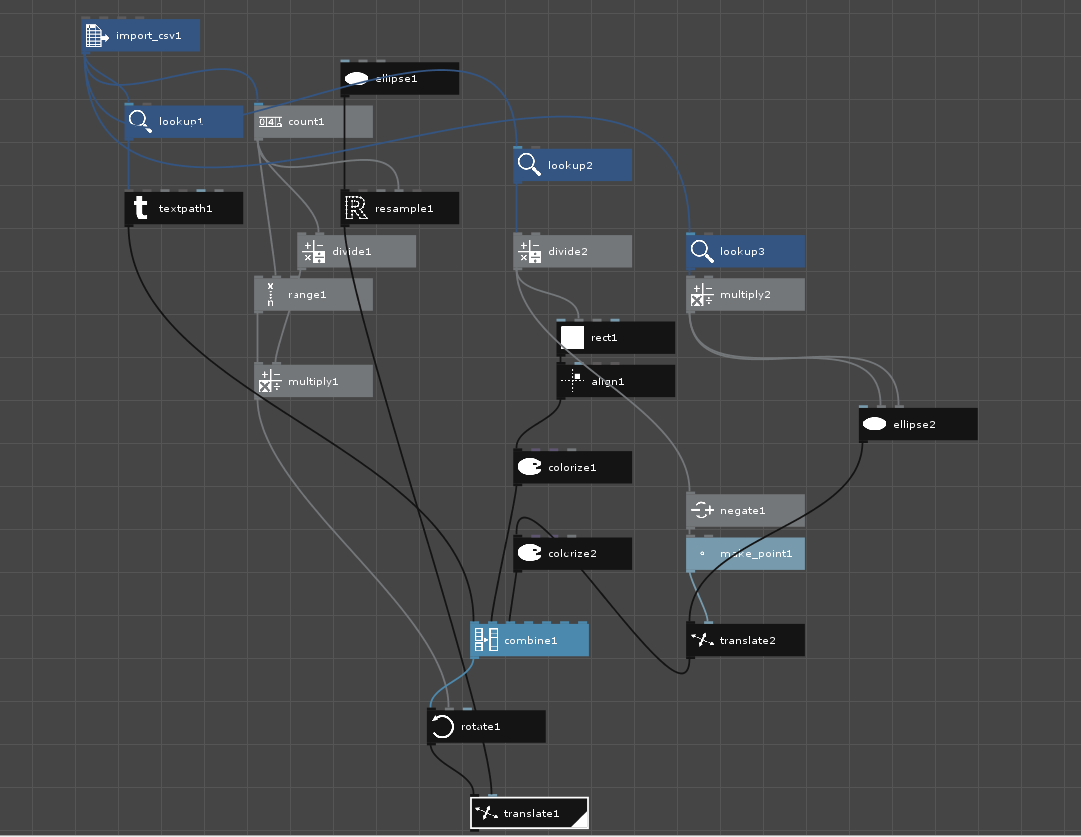 import_csv1
ellipse1
lookup1
count1
lookup2
textpath1
resample1
divide1
divide2
lookup3
range1
multiply2
rect1
multiply1
align1
ellipse2
colorize1
negate1
colorize2
make_point1
combine1
translate2
rotate1
translate1